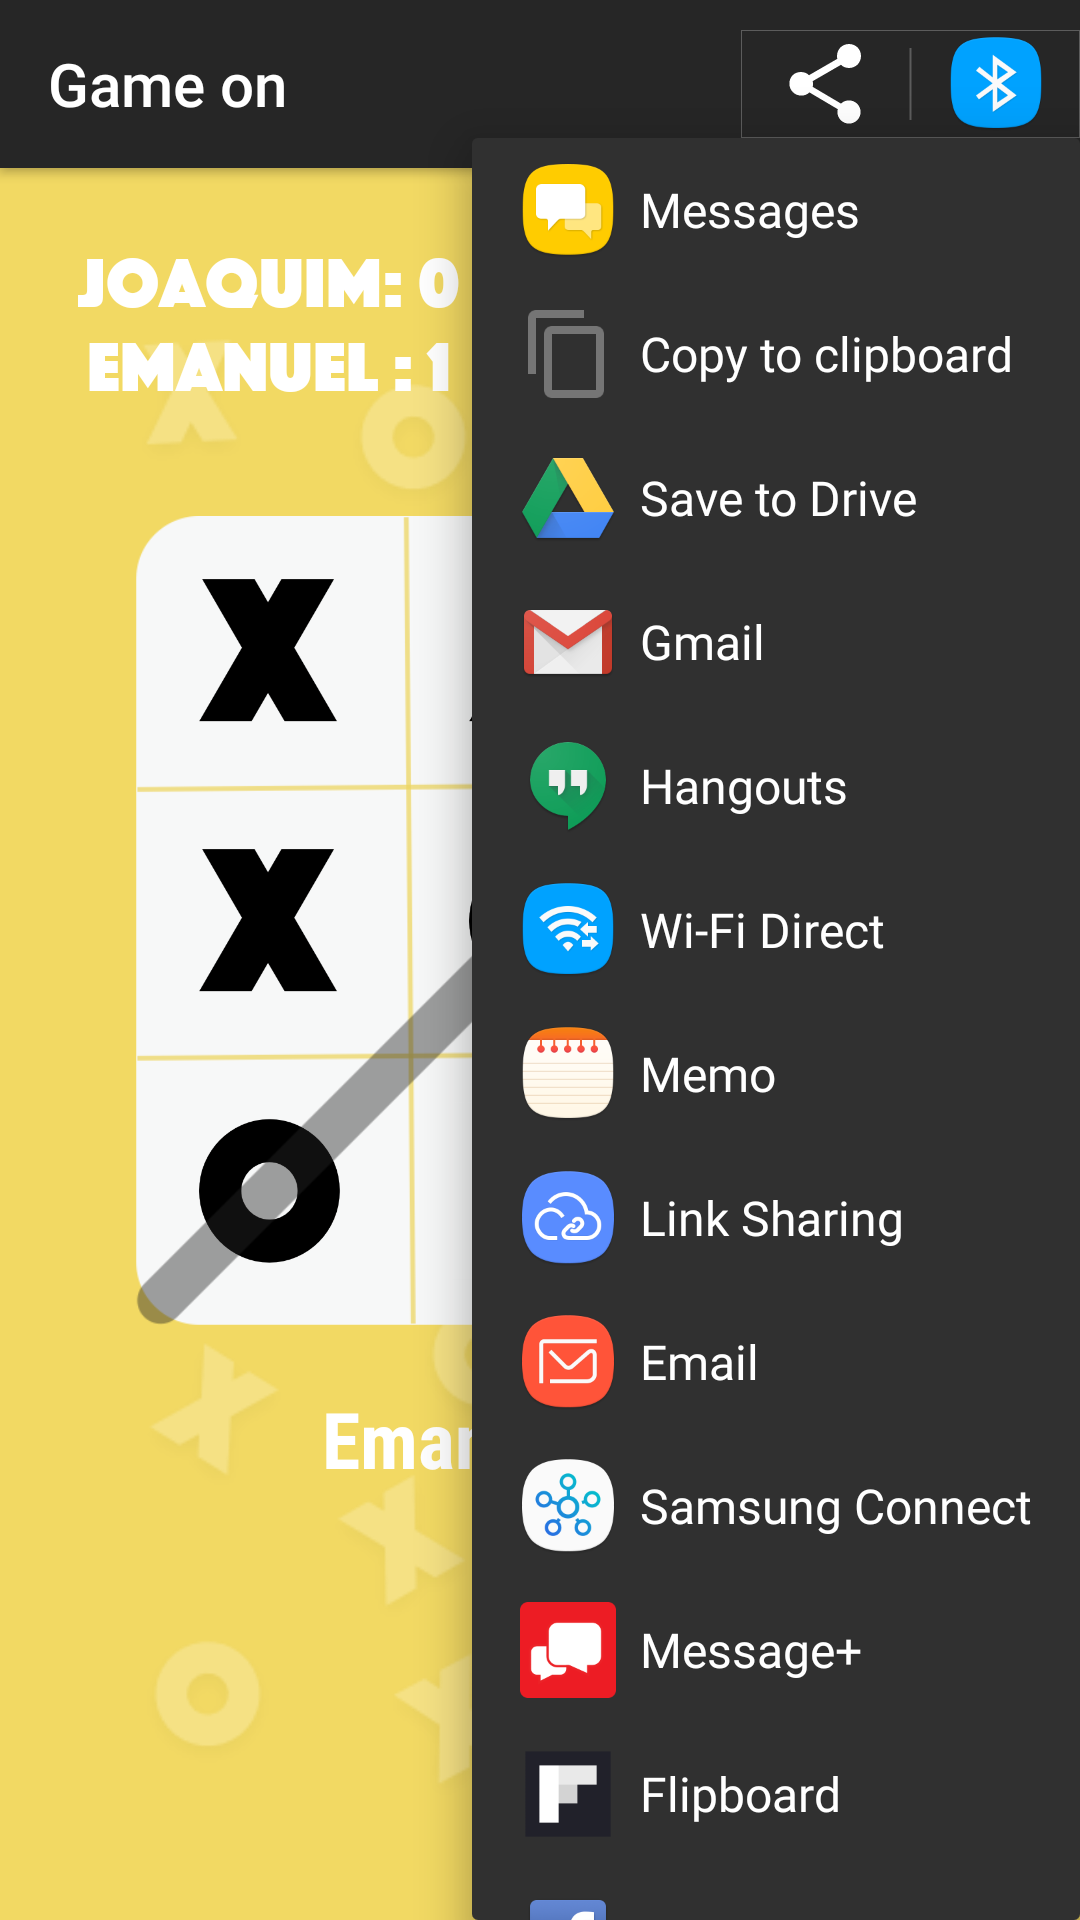 Game on
JOAQUIM: 0
EMANUEL : 1
X
X
O
Messages
Copy to clipboard
Save to Drive
Gmail
Hangouts
Wi-Fi Direct
Memo
Link Sharing
Email
Samsung Connect
Message+
Flipboard